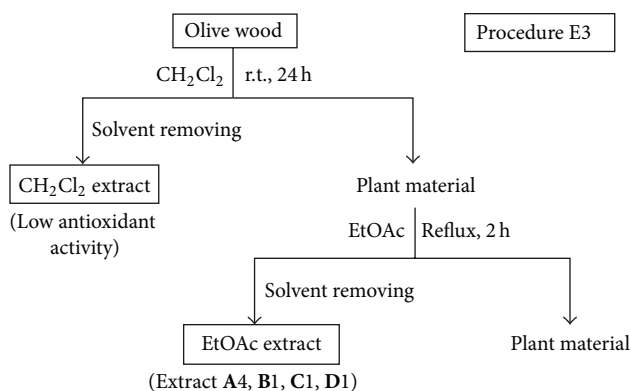 Olive wood
Procedure E3
CH₂Cl₂ r.t., 24 h
Solvent removing
CH₂Cl₂ extract
Plant material
(Low antioxidant
activity)
EtOAc Reflux, 2 h
Solvent removing
EtOAc extract
Plant material
(Extract A4, B1, C1, D1)